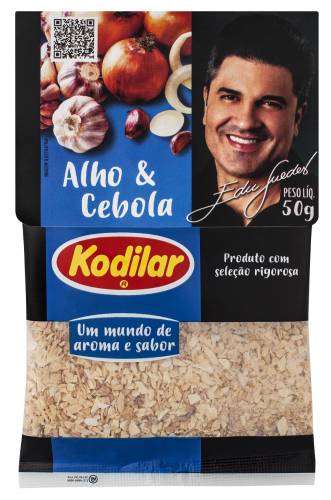 Alho &
Cebola
Edu Guedes
PESO LÍQ.
50g
Kodilar
®
Produto com
seleção rigorosa
Um mundo de
aroma e sabor